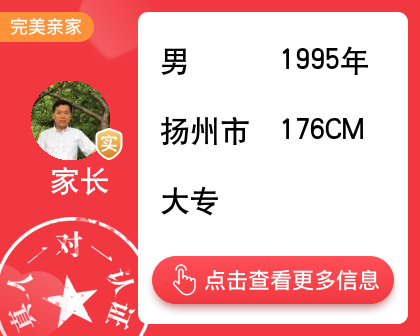 完美亲家
男 1995年
扬州市 176CM
大专
实
家长
真人一对一认证
点击查看更多信息